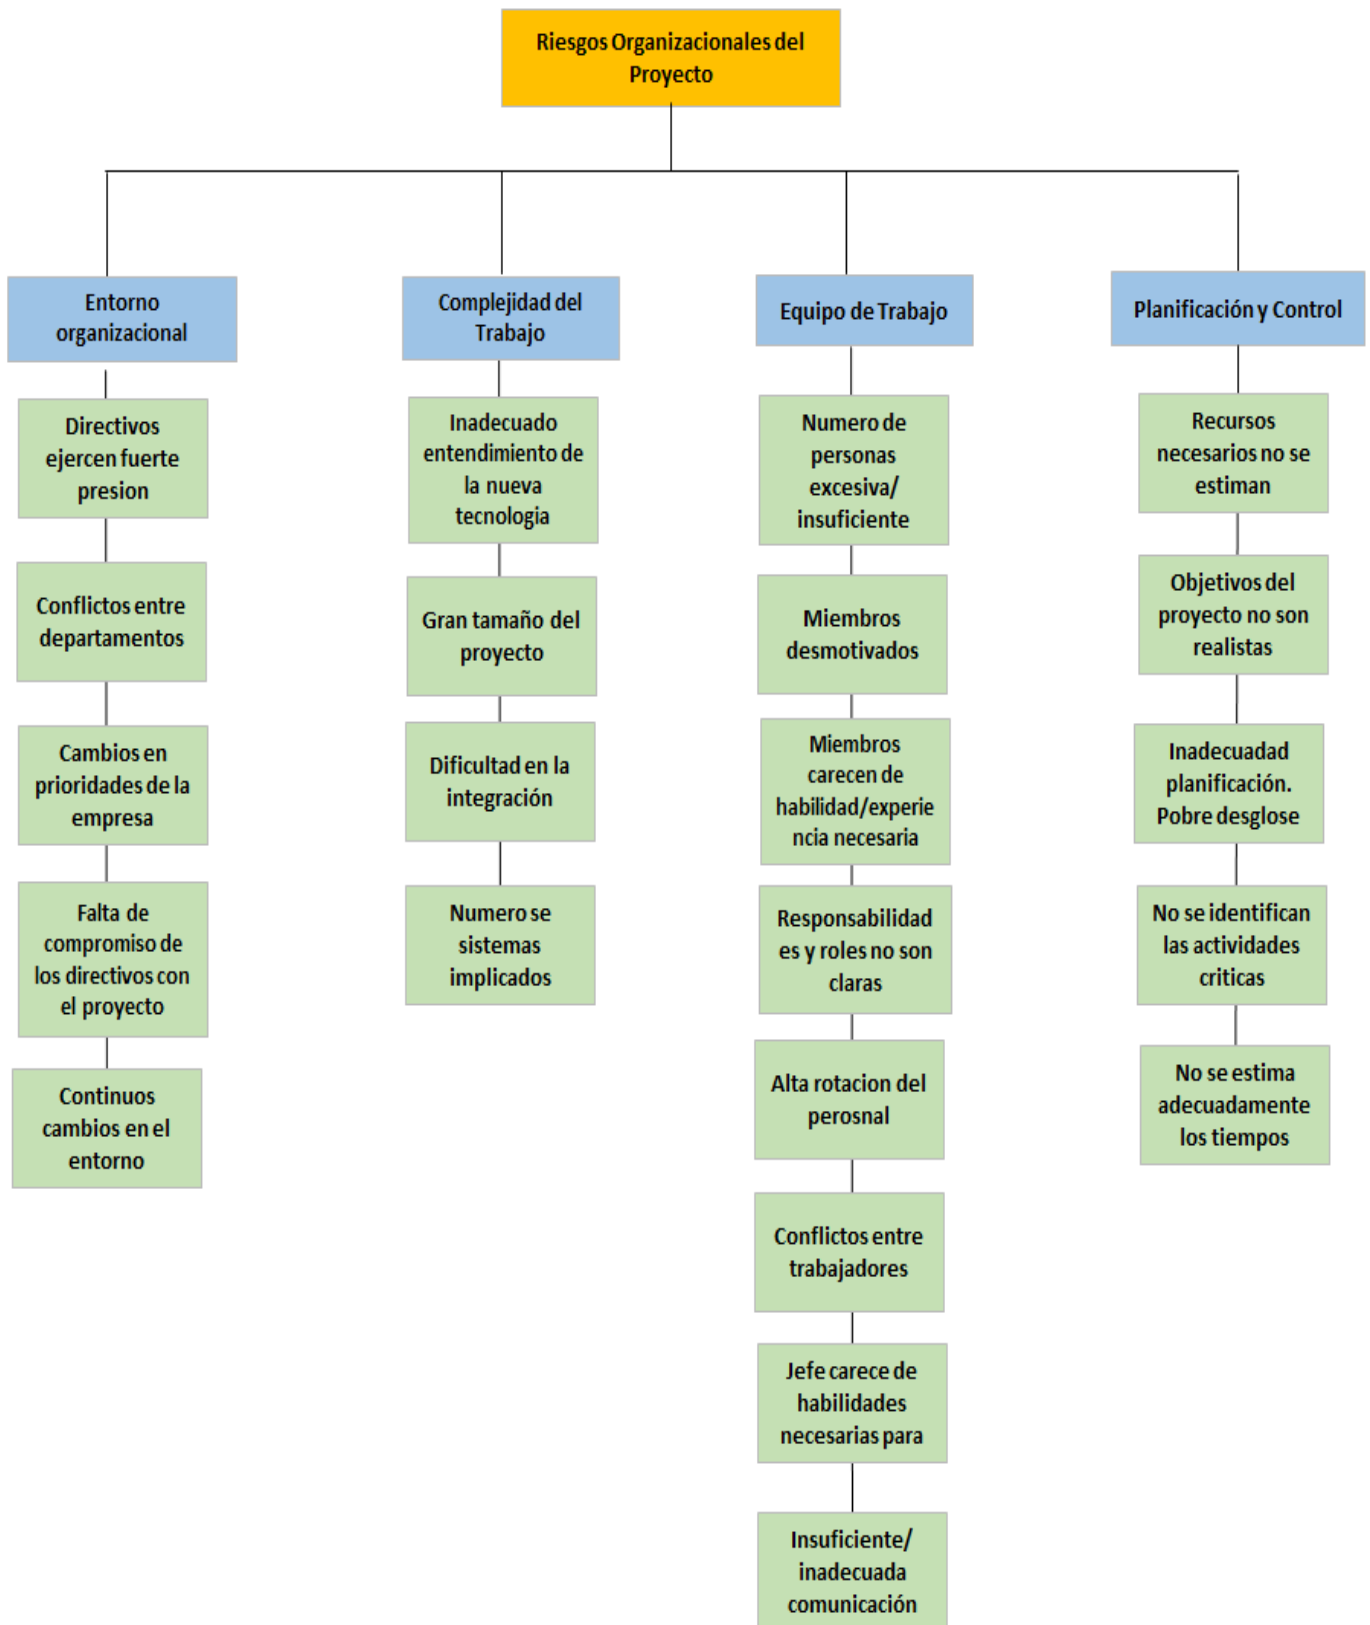 Riesgos Organizacionales del
Proyecto
Entorno
organizacional
Directivos
ejercen fuerte
presion
Conflictos entre
departamentos
Cambios en
prioridades de la
empresa
Falta de
compromiso de
los directivos con
el proyecto
Continuos
cambios en el
entorno
Complejidad del
Trabajo
Inadecuado
entendimiento de
la nueva
tecnologia
Gran tamaño del
proyecto
Dificultad en la
integración
Numero se
sistemas
implicados
Equipo de Trabajo
Numero de
personas
excesiva/
insuficiente
Miembros
desmotivados
Miembros
carecen de
habilidad/experie
ncia necesaria
Responsabilidad
es y roles no son
claras
Alta rotacion del
perosnal
Conflictos entre
trabajadores
Jefe carece de
habilidades
necesarias para
Insuficiente/
inadecuada
comunicación
Planificación y Control
Recursos
necesarios no se
estiman
Objetivos del
proyecto no son
realistas
Inadecuadad
planificación.
Pobre desglose
No se identifican
las actividades
criticas
No se estima
adecuadamente
los tiempos